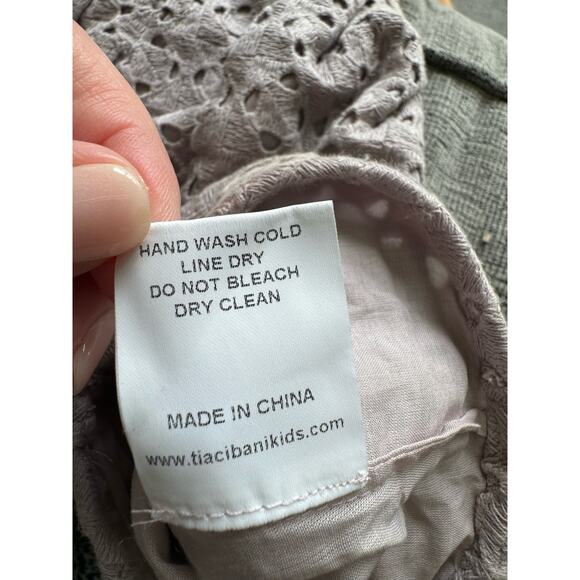 HAND WASH COLD
LINE DRY
DO NOT BLEACH
DRY CLEAN
MADE IN CHINA
www.tiacibanikids.com